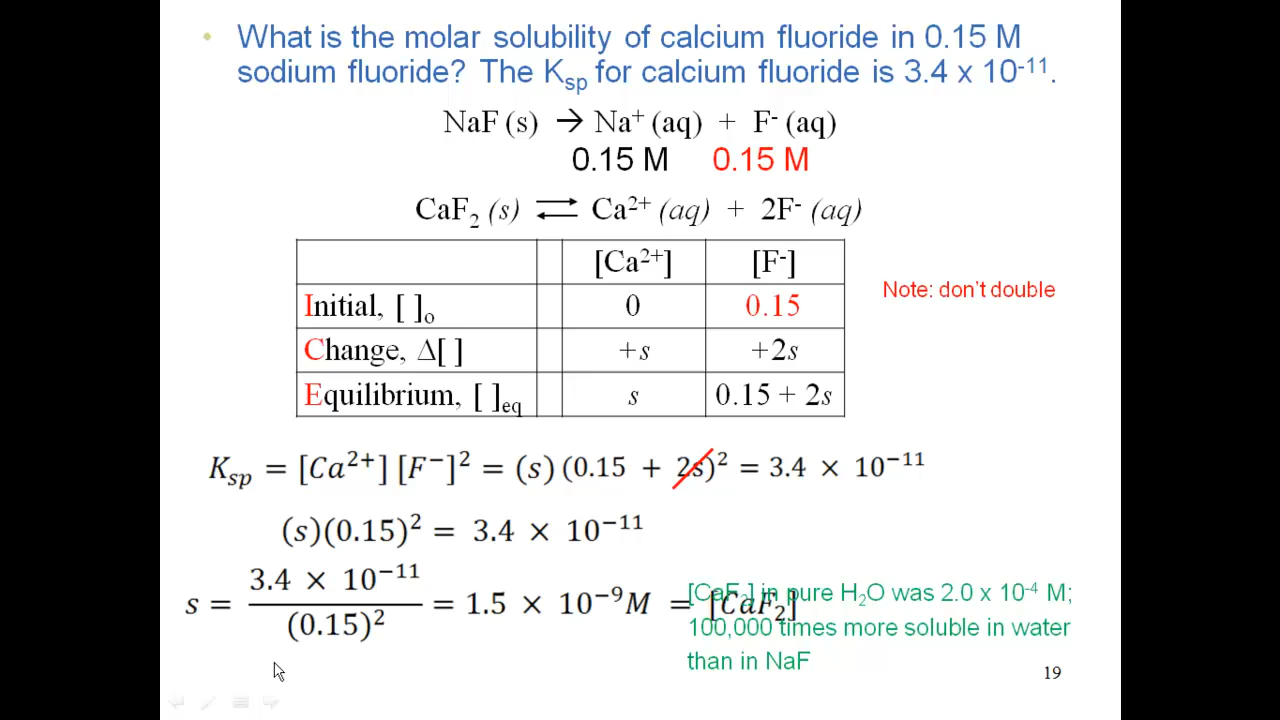 • What is the molar solubility of calcium fluoride in 0.15 M
sodium fluoride? The Ksp for calcium fluoride is 3.4 x 10⁻¹¹.
NaF (s) → Na⁺ (aq) + F⁻ (aq)
0.15 M 0.15 M
CaF₂ (s) ⇄ Ca²⁺ (aq) + 2F⁻ (aq)
[Ca²⁺] [F⁻]
Initial, [ ]o 0 0.15
Note: don't double
Change, Δ[ ] +s +2s
Equilibrium, [ ]eq s 0.15 + 2s
Ksp = [Ca²⁺] [F⁻]² = (s) (0.15 + 2s)² = 3.4 × 10⁻¹¹
(s)(0.15)² = 3.4 × 10⁻¹¹
s = 3.4 × 10⁻¹¹ / (0.15)² = 1.5 × 10⁻⁹M = [CaF₂]
[CaF₂] in pure H₂O was 2.0 x 10⁻⁴ M;
100,000 times more soluble in water
than in NaF
19